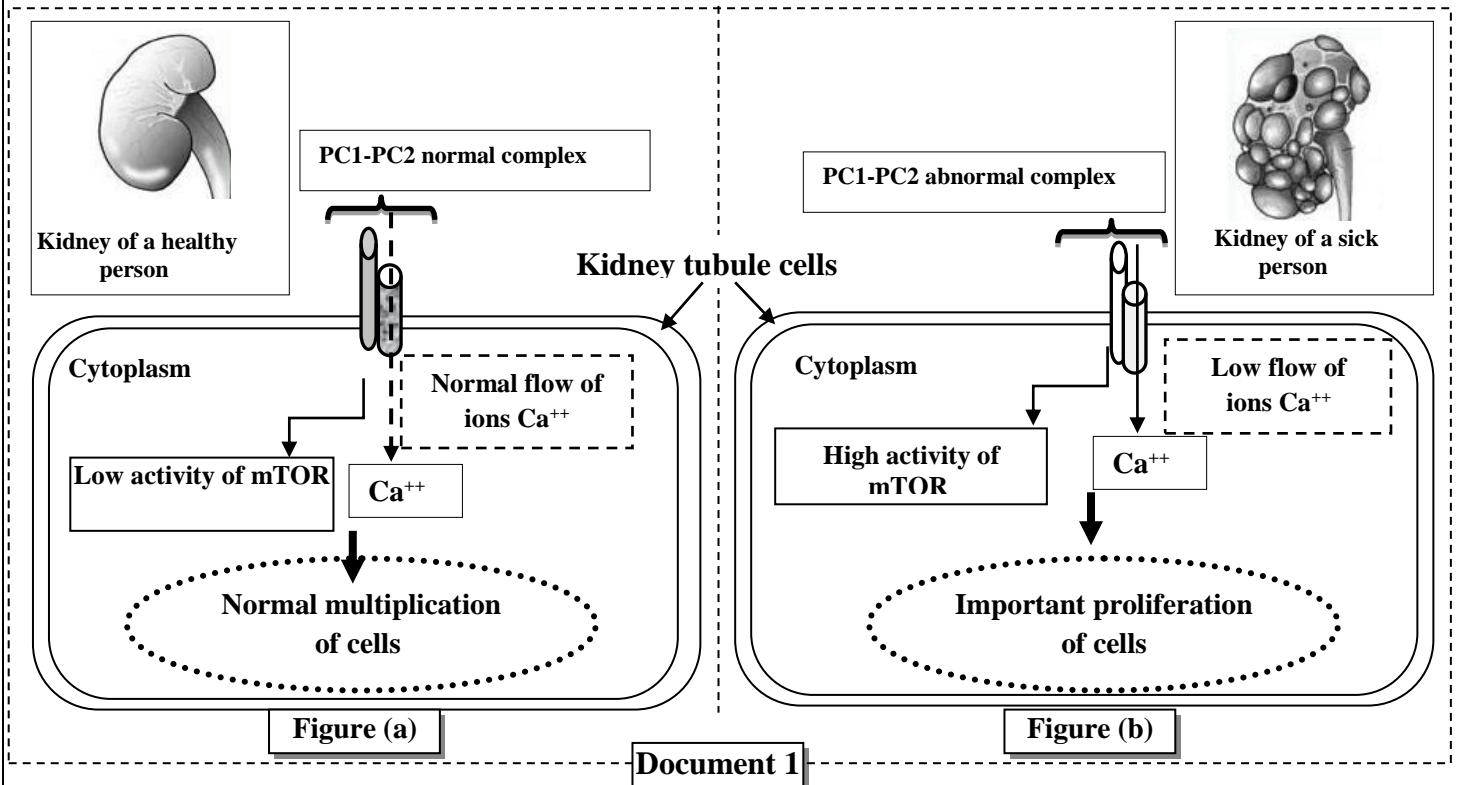 PC1-PC2 normal complex
Kidney of a healthy
person
PC1-PC2 abnormal complex
Kidney of a sick
person
Kidney tubule cells
Cytoplasm
Normal flow of
ions Ca⁺⁺
Low activity of mTOR
Ca⁺⁺
Normal multiplication
of cells
Figure (a)
Cytoplasm
Low flow of
ions Ca⁺⁺
High activity of
mTOR
Ca⁺⁺
Important proliferation
of cells
Figure (b)
Document 1